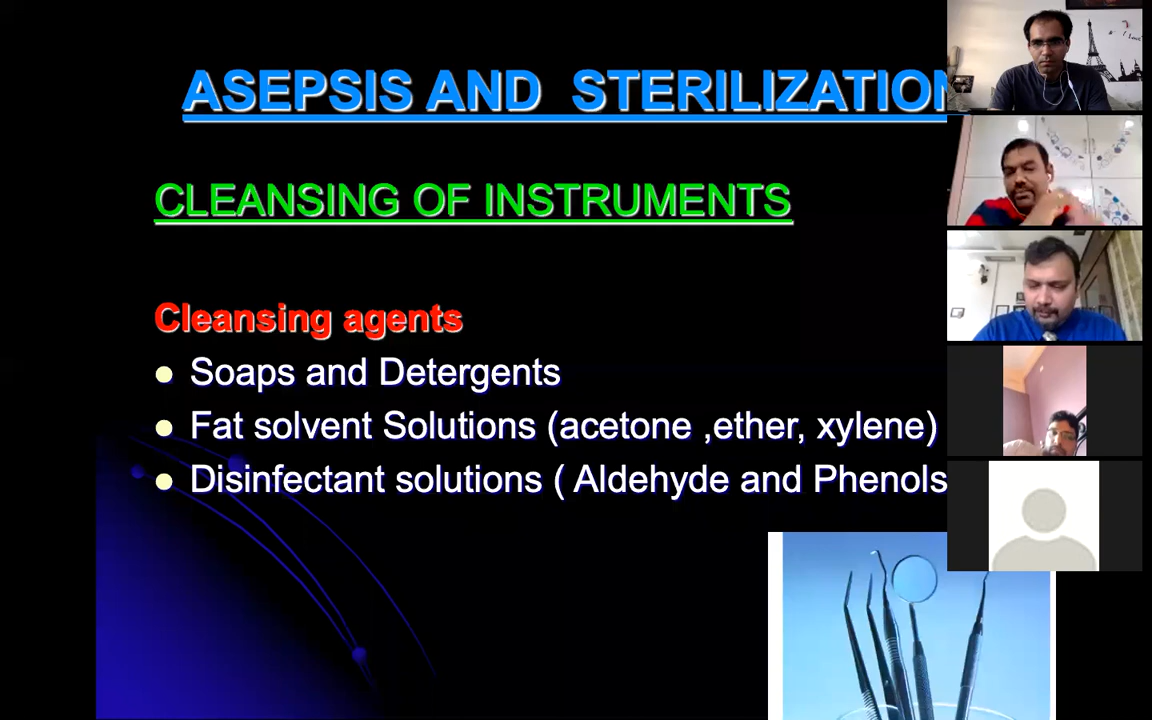 ASEPSIS AND STERILIZATION
CLEANSING OF INSTRUMENTS
Cleansing agents
Soaps and Detergents
Fat solvent Solutions (acetone ,ether, xylene)
Disinfectant solutions ( Aldehyde and Phenols